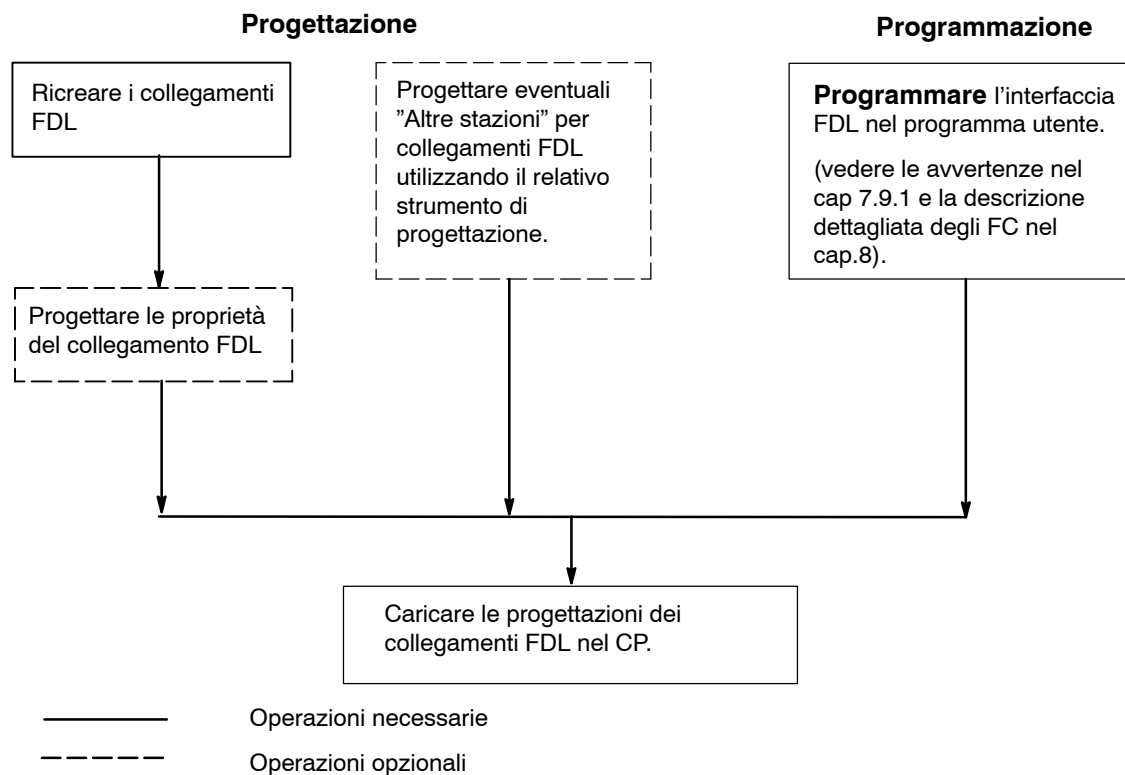 Progettazione
Programmazione
Ricreare i collegamenti
FDL
Progettare le proprietà
del collegamento FDL
Progettare eventuali
”Altre stazioni” per
collegamenti FDL
utilizzando il relativo
strumento di
progettazione.
Programmare l’interfaccia
FDL nel programma utente.
(vedere le avvertenze nel
cap 7.9.1 e la descrizione
dettagliata degli FC nel
cap.8).
Caricare le progettazioni dei
collegamenti FDL nel CP.
Operazioni necessarie
Operazioni opzionali